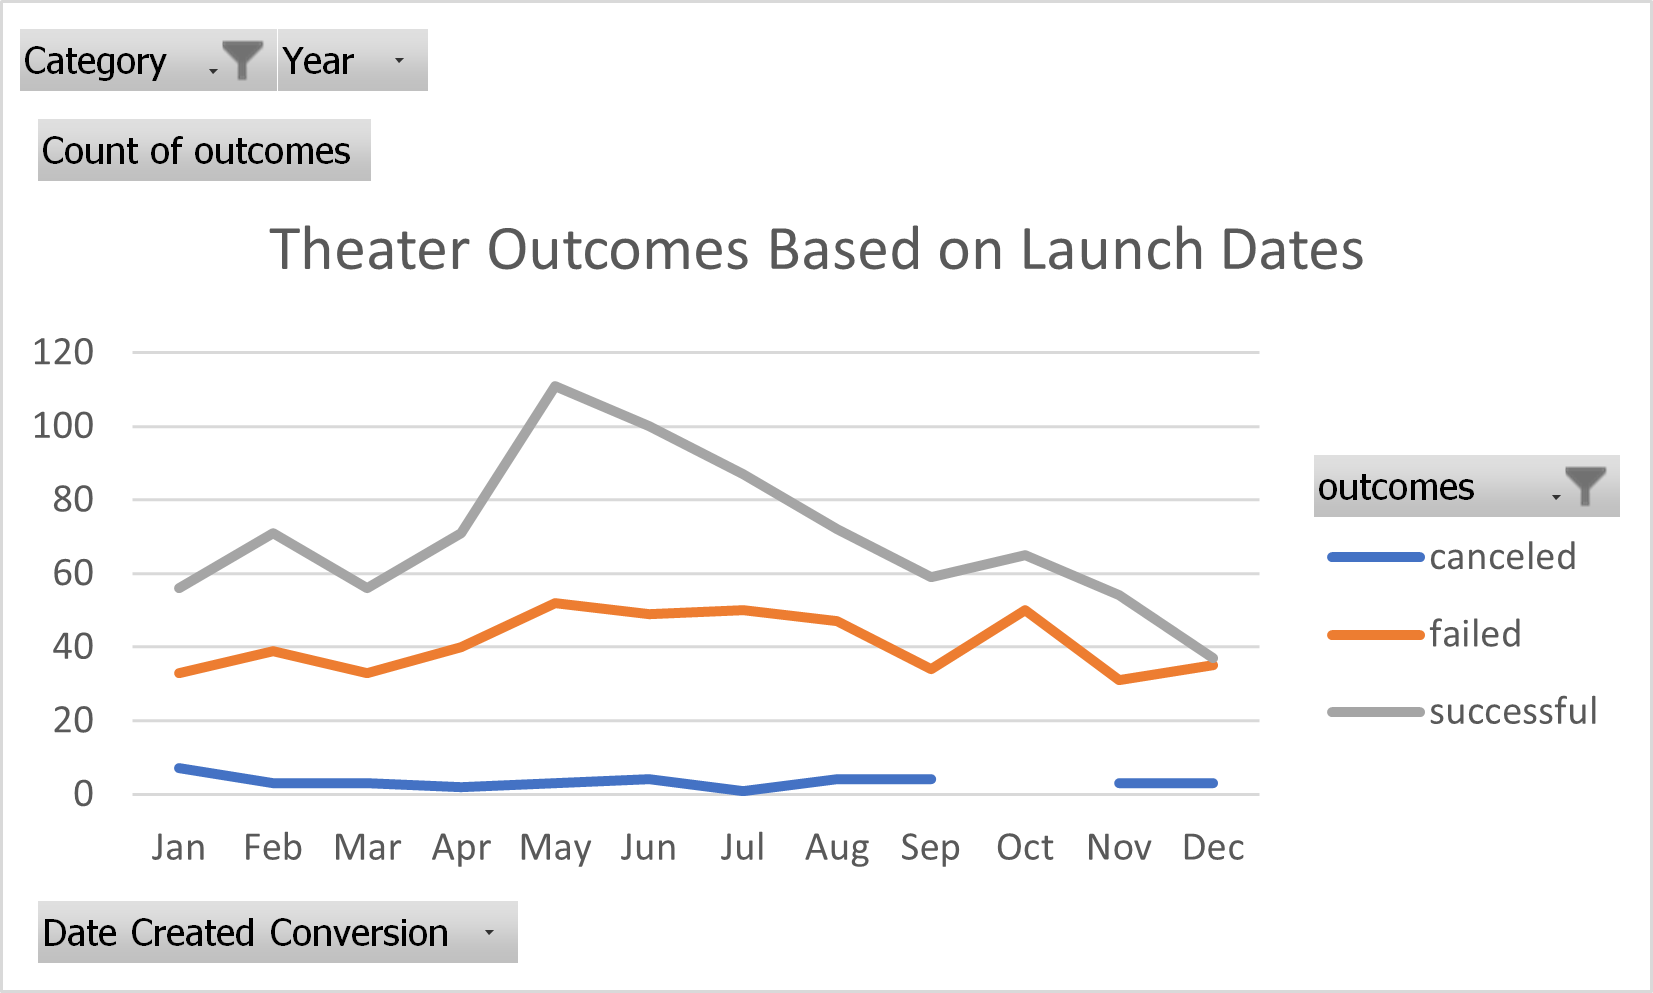 Category Year
Count of outcomes
Theater Outcomes Based on Launch Dates
120
100
80
60
40
20
0
Jan Feb Mar Apr May Jun Jul Aug Sep Oct Nov Dec
outcomes
canceled
failed
successful
Date Created Conversion